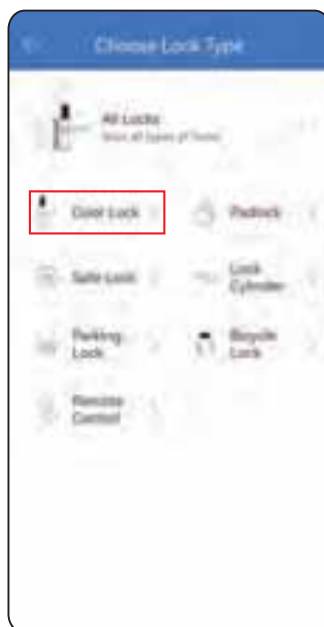 Choose Lock Type
All Locks
Door Lock
Padlock
Safe Lock
Lock
Cylinder
Parking
Lock
Bicycle
Lock
Remote
Control